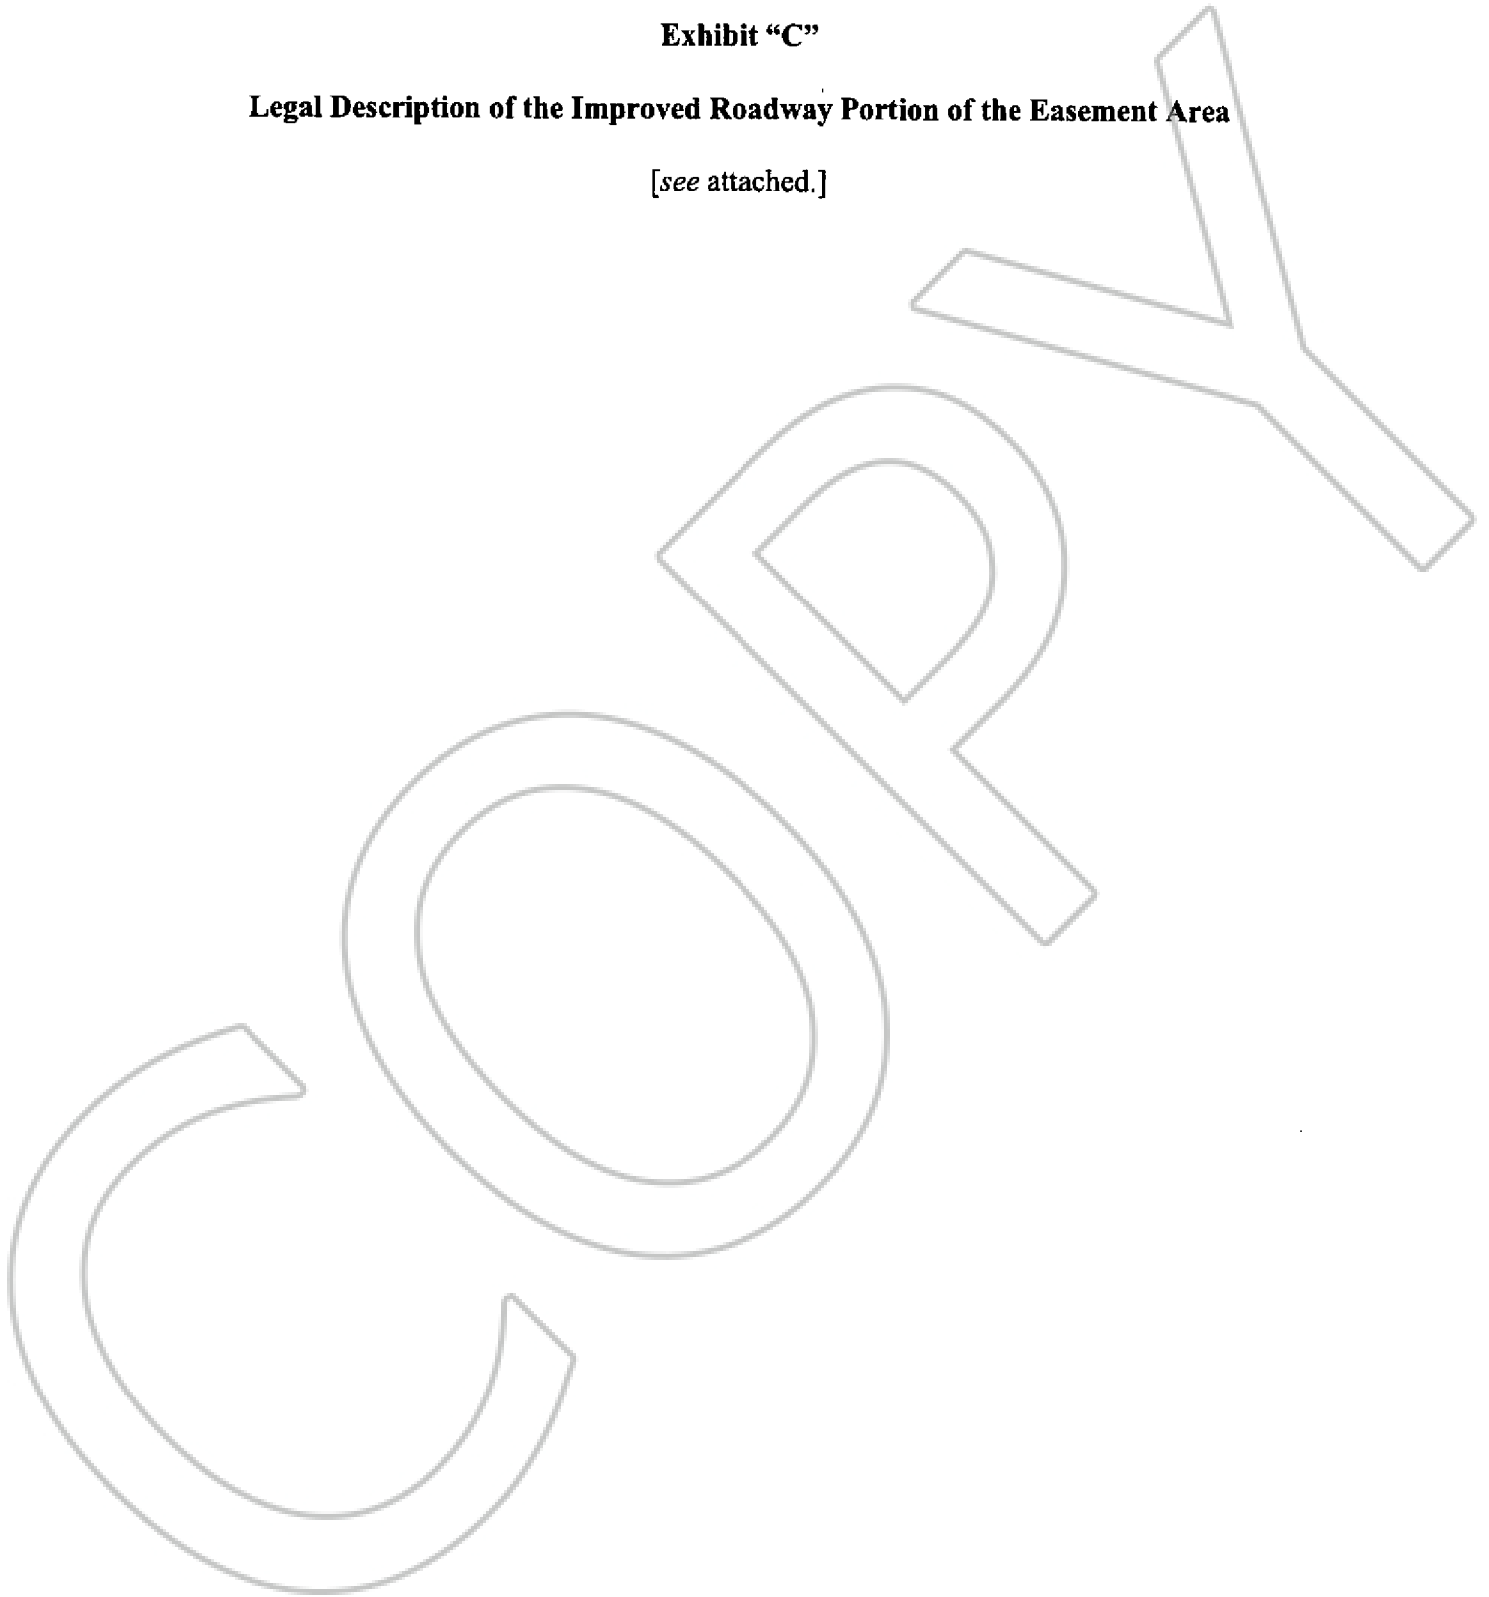 Exhibit “C”
Legal Description of the Improved Roadway Portion of the Easement Area
[see attached.]
COPY